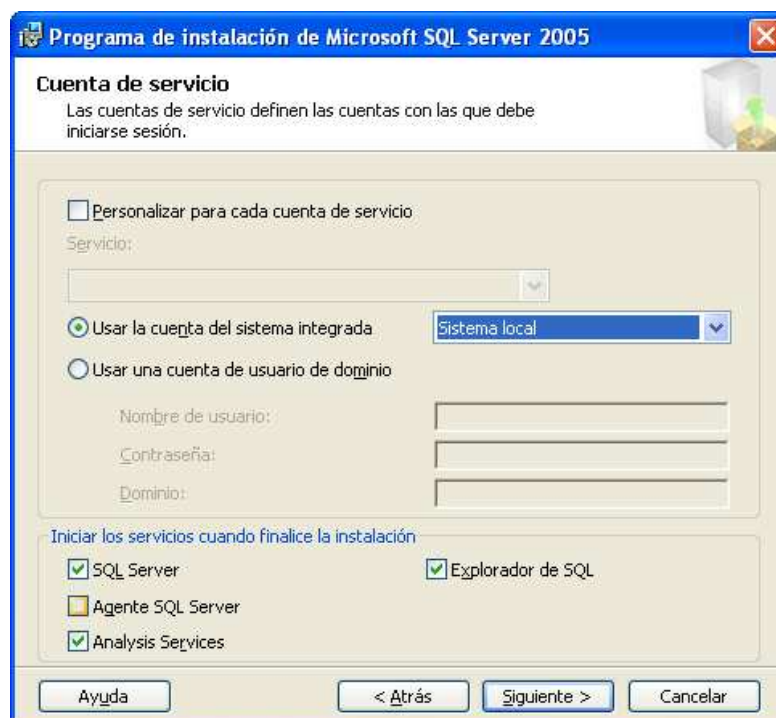 Programa de instalación de Microsoft SQL Server 2005
Cuenta de servicio
Las cuentas de servicio definen las cuentas con las que debe
iniciarse sesión.
Personalizar para cada cuenta de servicio
Servicio:
Usar la cuenta del sistema integrada
Sistema local
Usar una cuenta de usuario de dominio
Nombre de usuario:
Contraseña:
Dominio:
Iniciar los servicios cuando finalice la instalación
SQL Server
Explorador de SQL
Agente SQL Server
Analysis Services
Ayuda
< Atrás
Siguiente >
Cancelar